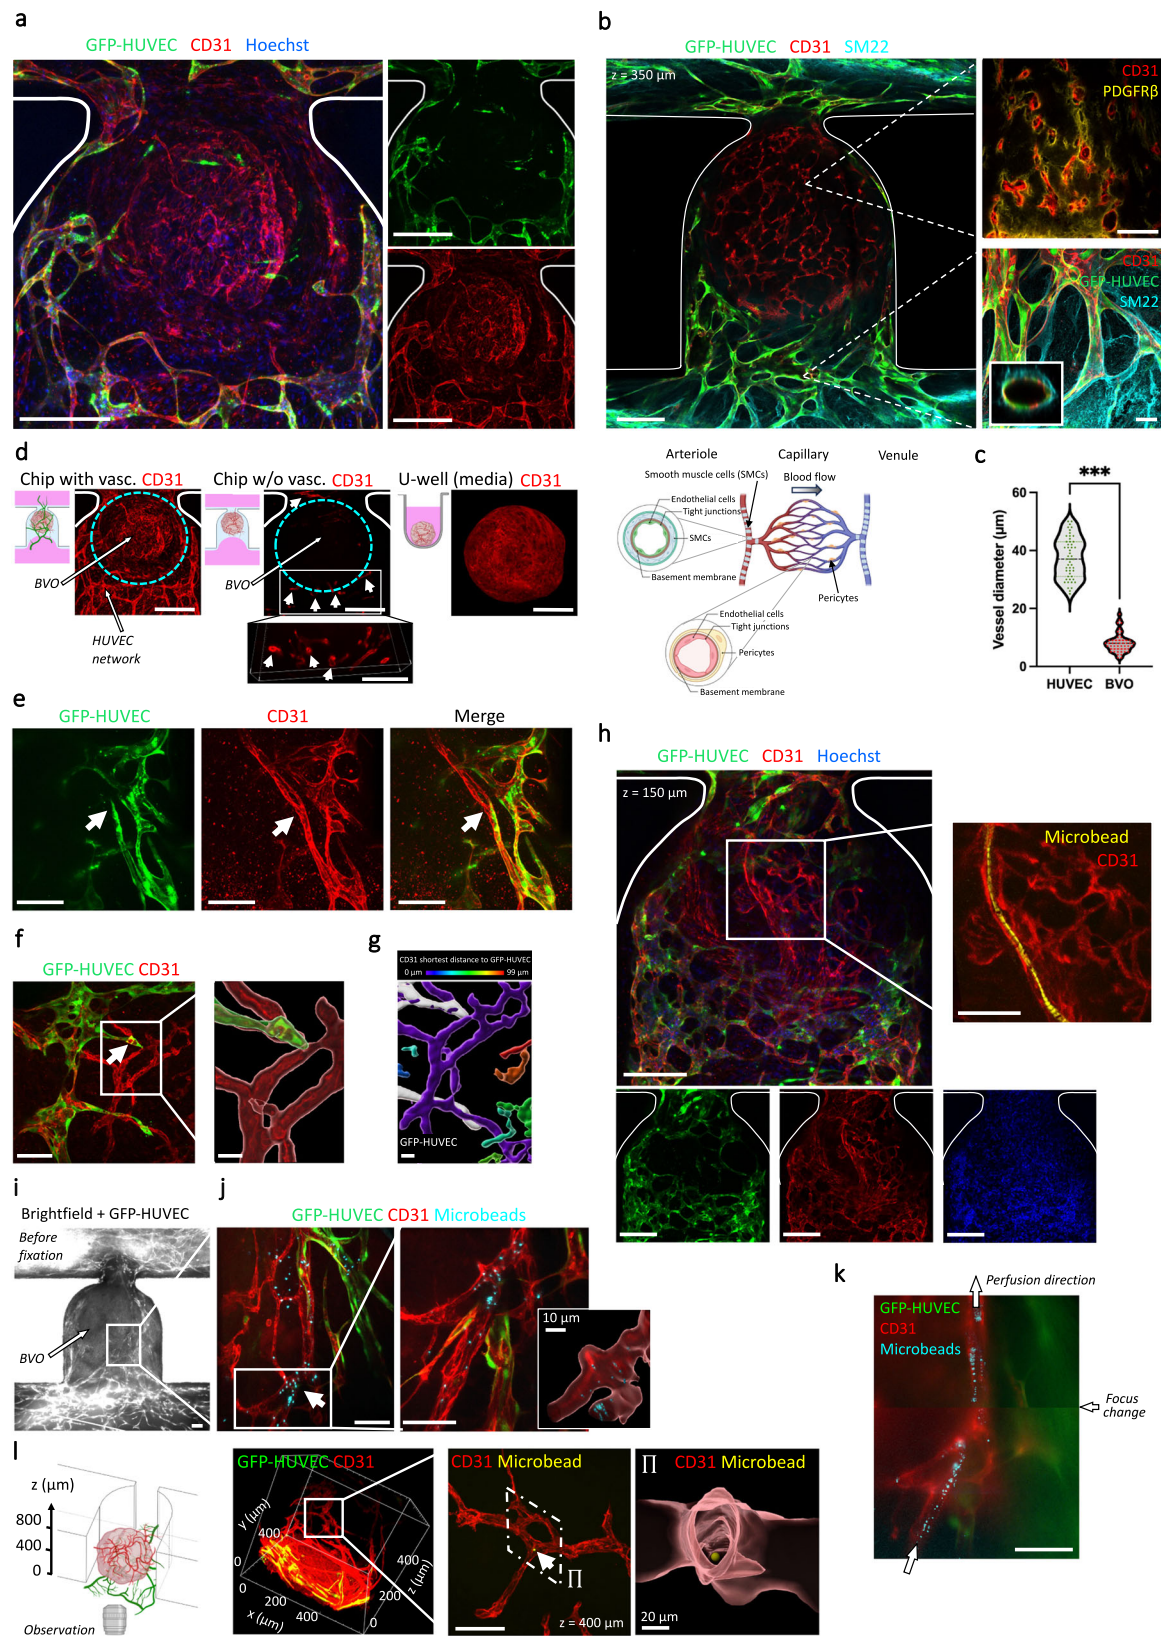 a
GFP-HUVEC CD31 Hoechst
b
GFP-HUVEC CD31 SM22
z = 350 µm
CD31
PDGFRβ
CD31
GFP-HUVEC
SM22
d
Chip with vasc. CD31
Chip w/o vasc. CD31
U-well (media) CD31
BVO
BVO
HUVEC
network
Arteriole
Capillary
Venule
Smooth muscle cells (SMCs)
Blood flow
Endothelial cells
Tight junctions
SMCs
Basement membrane
Pericytes
Endothelial cells
Tight junctions
Pericytes
Basement membrane
c
***
Vessel diameter (µm)
60
40
20
0
HUVEC
BVO
e
GFP-HUVEC
CD31
Merge
f
GFP-HUVEC CD31
g
CD31 shortest distance to GFP-HUVEC
0 µm
99 µm
GFP-HUVEC
h
GFP-HUVEC CD31 Hoechst
z = 150 µm
Microbead
CD31
i
Brightfield + GFP-HUVEC
Before
fixation
BVO
j
GFP-HUVEC CD31 Microbeads
10 µm
k
Perfusion direction
GFP-HUVEC
CD31
Microbeads
Focus
change
l
z (µm)
800
400
0
Observation
GFP-HUVEC CD31
y (µm)
400
0
0
200
400
x (µm)
0
200
400
z (µm)
CD31 Microbead
∏
z = 400 µm
∏ CD31 Microbead
20 µm